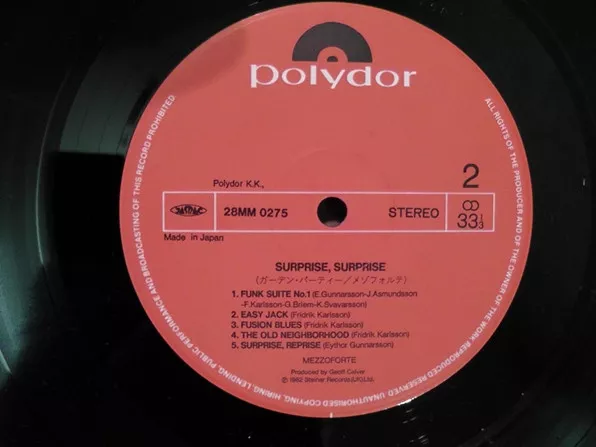 polydor
Polydor K.K.,
2
28MM 0275
STEREO
33⅓
Made in Japan
SURPRISE, SURPRISE
(ガーデン・パーティー/メゾフォルテ)
1. FUNK SUITE No.1 (E.Gunnarsson-J.Asmundsson
-F.Karlsson-G.Briem-K.Svavarsson)
2. EASY JACK (Fridrik Karlsson)
3. FUSION BLUES (Fridrik Karlsson)
4. THE OLD NEIGHBORHOOD (Fridrik Karlsson)
5. SURPRISE, REPRISE (Eythor Gunnarsson)
MEZZOFORTE
Produced by Geoff Calver
℗ 1982 Steinar Records(UK)Ltd.
ALL RIGHTS OF THE PRODUCER AND OF THE OWNER OF THE WORK REPRODUCED RESERVED UNAUTHORISED COPYING, HIRING, LENDING, PUBLIC PERFORMANCE AND BROADCASTING OF THIS RECORD PROHIBITED